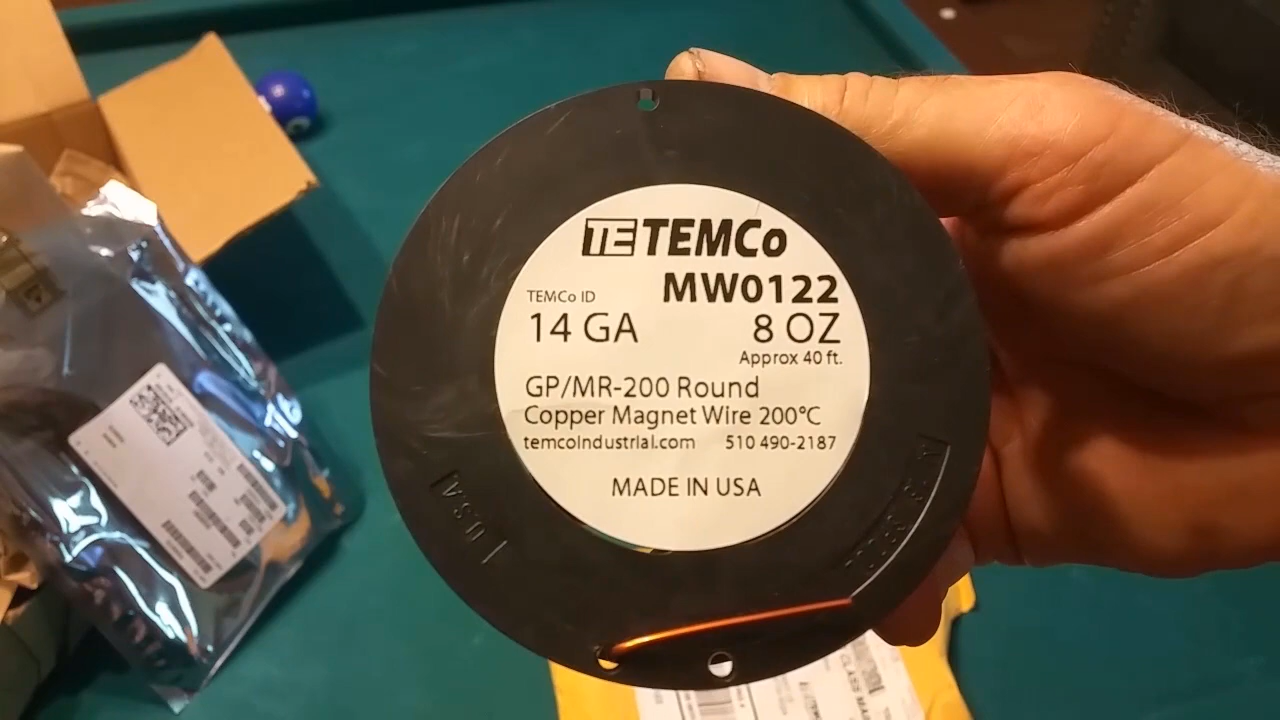 TE TEMCo
TEMCo ID MW0122
14 GA 8 OZ
Approx 40 ft.
GP/MR-200 Round
Copper Magnet Wire 200°C
temcoindustrial.com 510 490-2187
MADE IN USA
USA
CLASS